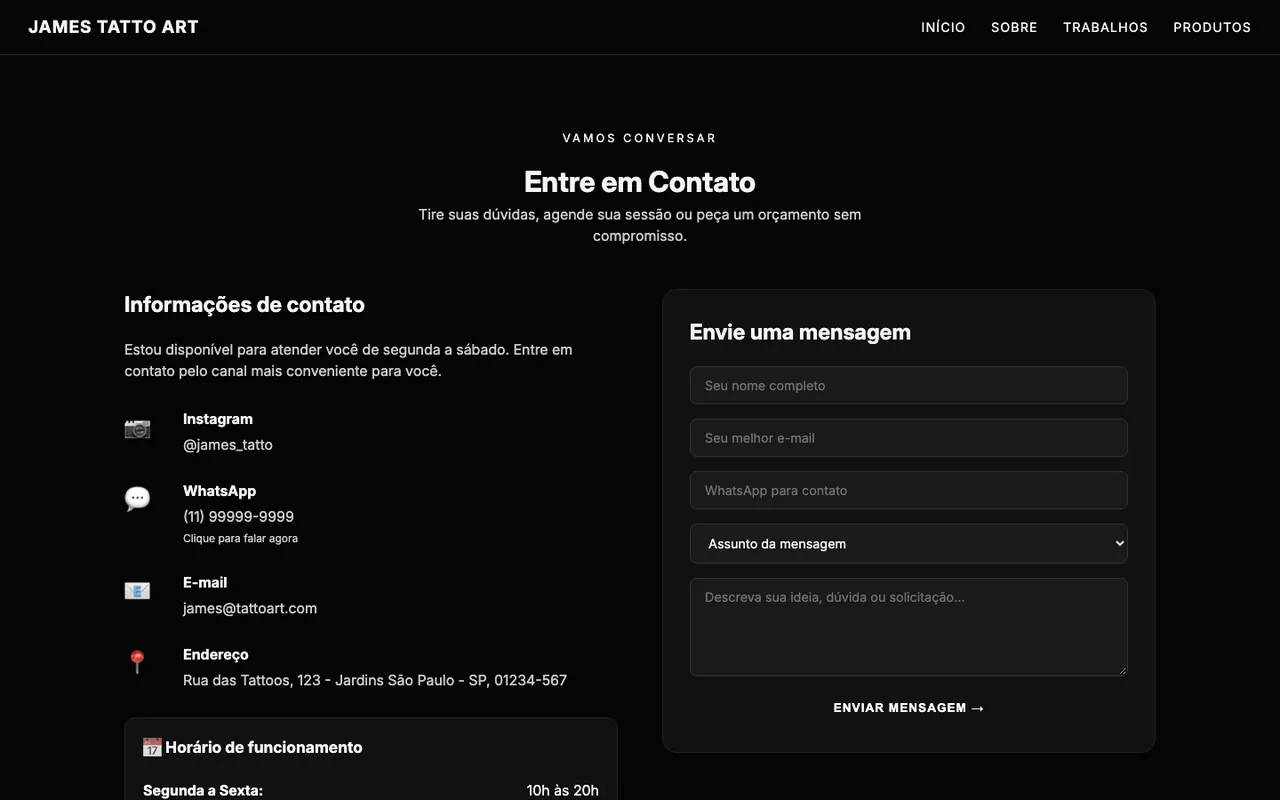 JAMES TATTO ART
INÍCIO SOBRE TRABALHOS PRODUTOS
VAMOS CONVERSAR
Entre em Contato
Tire suas dúvidas, agende sua sessão ou peça um orçamento sem
compromisso.
Informações de contato
Estou disponível para atender você de segunda a sábado. Entre em
contato pelo canal mais conveniente para você.
Instagram
@james_tatto
WhatsApp
(11) 99999-9999
Clique para falar agora
E-mail
james@tattoart.com
Endereço
Rua das Tattoos, 123 - Jardins São Paulo - SP, 01234-567
17 Horário de funcionamento
Segunda a Sexta: 10h às 20h
Envie uma mensagem
Seu nome completo
Seu melhor e-mail
WhatsApp para contato
Assunto da mensagem
Descreva sua ideia, dúvida ou solicitação...
ENVIAR MENSAGEM →